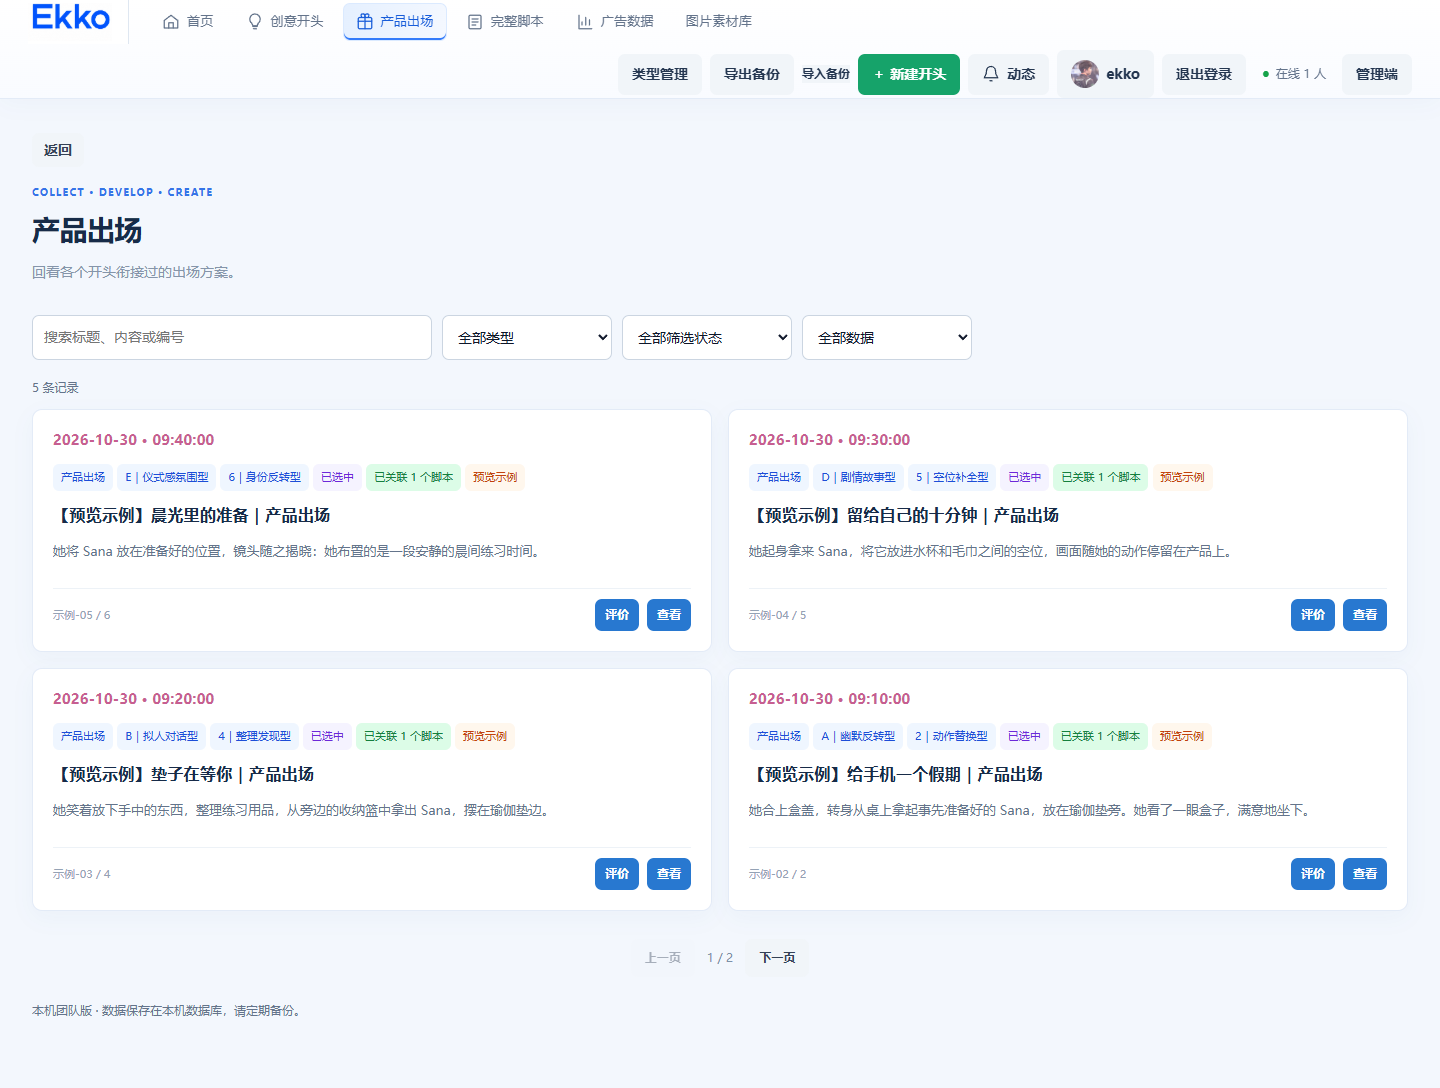 Ekko
首页
创意开头
产品出场
完整脚本
广告数据
图片素材库
类型管理
导出备份
导入备份
+ 新建开头
动态
ekko
退出登录
在线 1 人
管理端
返回
COLLECT • DEVELOP • CREATE
产品出场
回看各个开头衔接过的出场方案。
搜索标题、内容或编号
全部类型
全部筛选状态
全部数据
5 条记录
2026-10-30 • 09:40:00
产品出场
E｜仪式感氛围型
6｜身份反转型
已选中
已关联 1 个脚本
预览示例
【预览示例】晨光里的准备｜产品出场
她将 Sana 放在准备好的位置，镜头随之揭晓：她布置的是一段安静的晨间练习时间。
示例-05 / 6
评价
查看
2026-10-30 • 09:30:00
产品出场
D｜剧情故事型
5｜空位补全型
已选中
已关联 1 个脚本
预览示例
【预览示例】留给自己的十分钟｜产品出场
她起身拿来 Sana，将它放进水杯和毛巾之间的空位，画面随她的动作停留在产品上。
示例-04 / 5
评价
查看
2026-10-30 • 09:20:00
产品出场
B｜拟人对话型
4｜整理发现型
已选中
已关联 1 个脚本
预览示例
【预览示例】垫子在等你｜产品出场
她笑着放下手中的东西，整理练习用品，从旁边的收纳篮中拿出 Sana，摆在瑜伽垫边。
示例-03 / 4
评价
查看
2026-10-30 • 09:10:00
产品出场
A｜幽默反转型
2｜动作替换型
已选中
已关联 1 个脚本
预览示例
【预览示例】给手机一个假期｜产品出场
她合上盒盖，转身从桌上拿起事先准备好的 Sana，放在瑜伽垫旁。她看了一眼盒子，满意地坐下。
示例-02 / 2
评价
查看
上一页
1 / 2
下一页
本机团队版 · 数据保存在本机数据库，请定期备份。